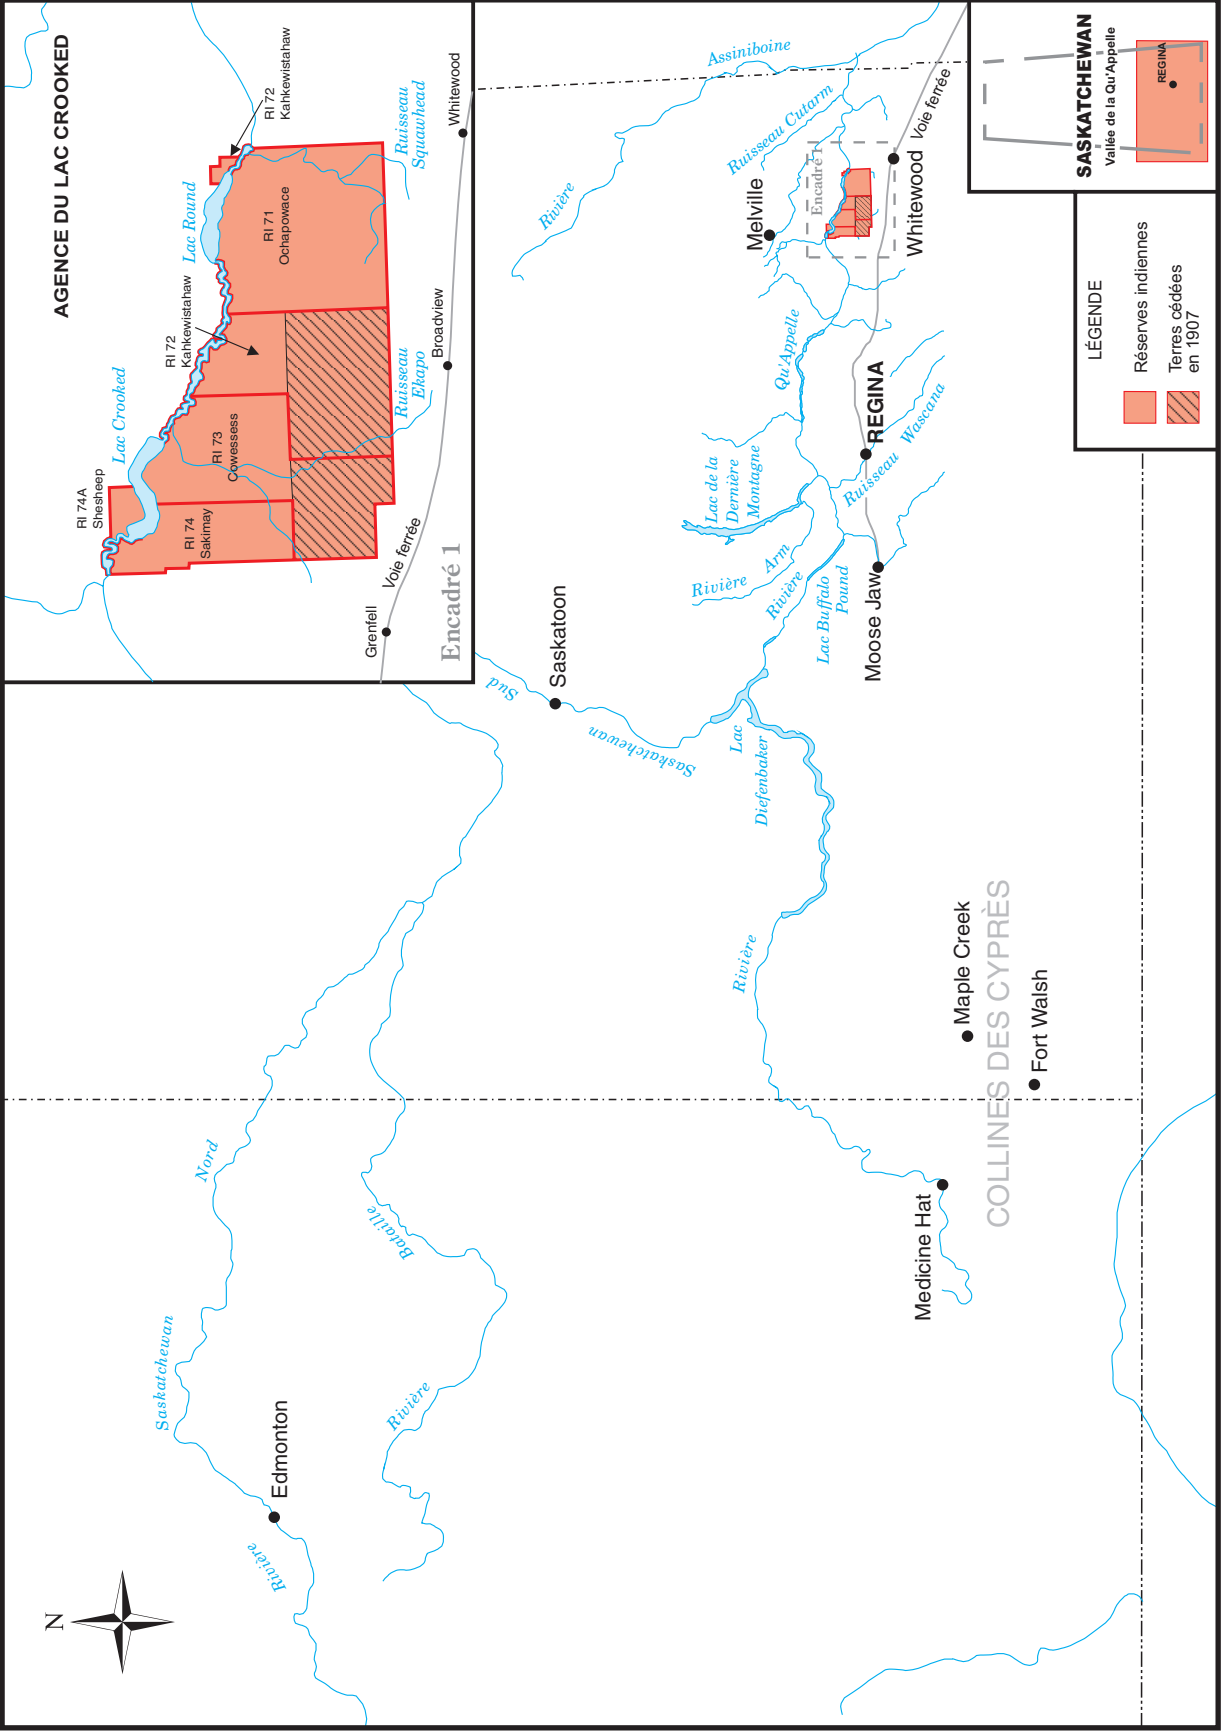 N
Rivière
Saskatchewan
Nord
Edmonton
Rivière
Bataille
Medicine Hat
COLLINES DES CYPRÈS
Fort Walsh
Maple Creek
Rivière
Saskatchewan
Sud
Saskatoon
Lac
Diefenbaker
Rivière
Qu'Appelle
Rivière
Arm
Lac Buffalo
Pound
Moose Jaw
Lac de la
Dernière
Montagne
REGINA
Ruisseau
Wascana
Melville
Rivière
Assiniboine
Ruisseau Cutarm
Encadré 1
Whitewood
Voie ferrée
AGENCE DU LAC CROOKED
RI 74A
Shesheep
Lac Crooked
RI 74
Sakimay
RI 73
Cowessess
RI 72
Kahkewistahaw
Lac Round
RI 71
Ochapowace
RI 72
Kahkewistahaw
Ruisseau
Ekapo
Ruisseau
Squawhead
Grenfell
Voie ferrée
Broadview
Whitewood
Encadré 1
LÉGENDE
Réserves indiennes
Terres cédées
en 1907
SASKATCHEWAN
Vallée de la Qu'Appelle
REGINA